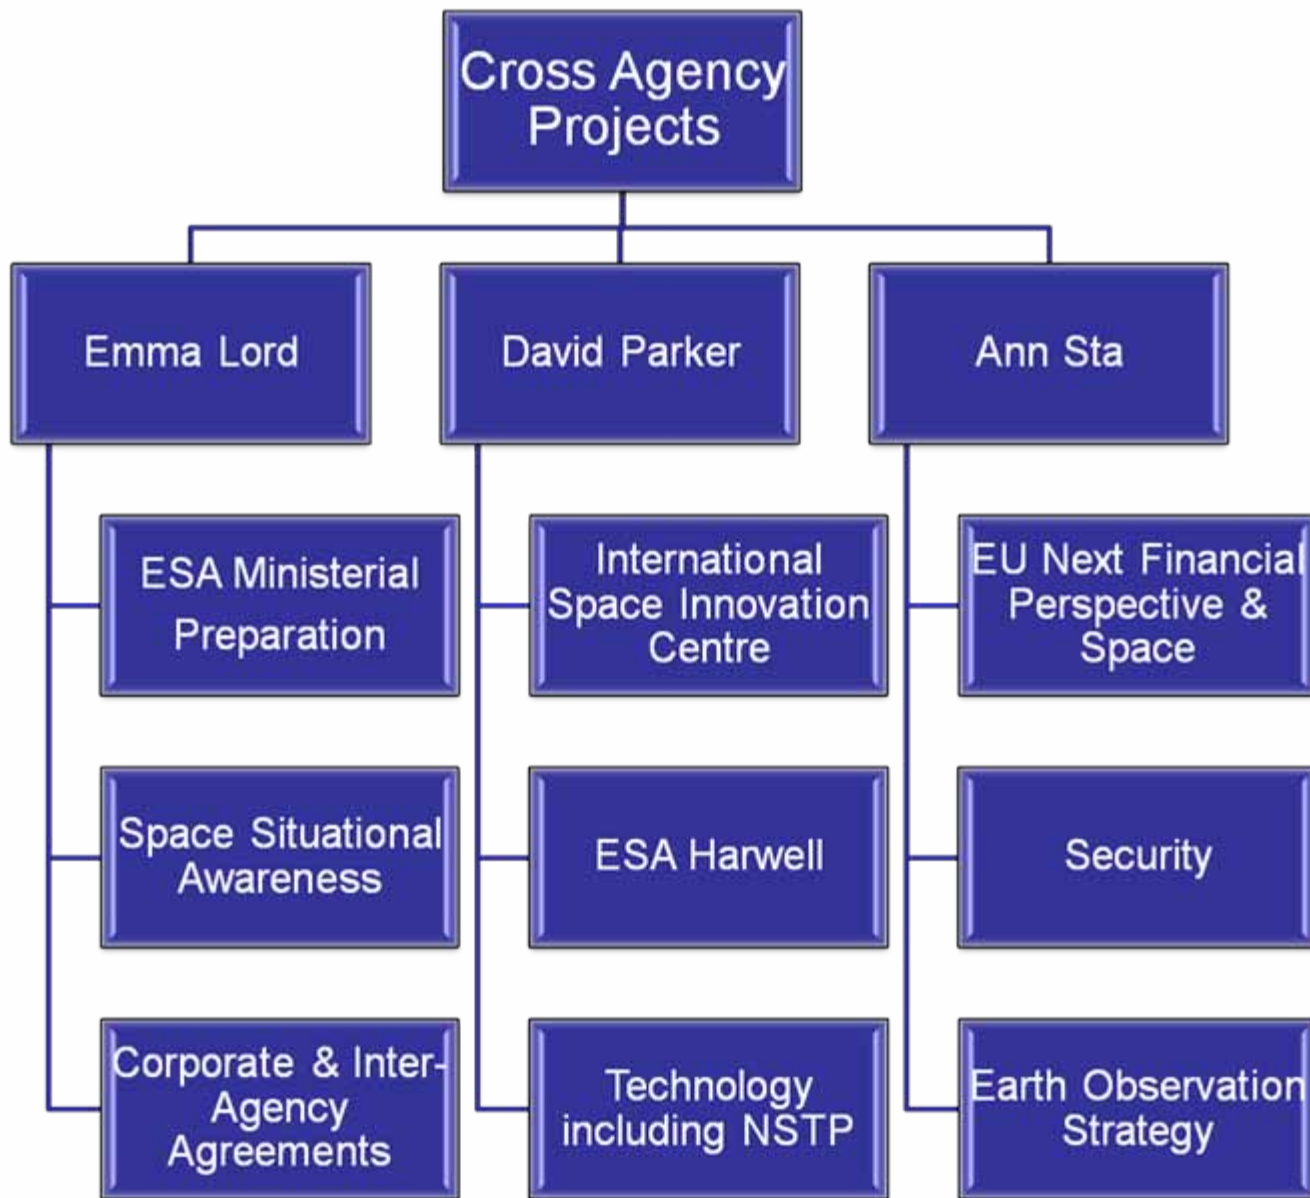 Cross Agency
Projects
Emma Lord
David Parker
Ann Sta
ESA Ministerial
Preparation
International
Space Innovation
Centre
EU Next Financial
Perspective &
Space
Space Situational
Awareness
ESA Harwell
Security
Corporate & Inter-
Agency
Agreements
Technology
including NSTP
Earth Observation
Strategy